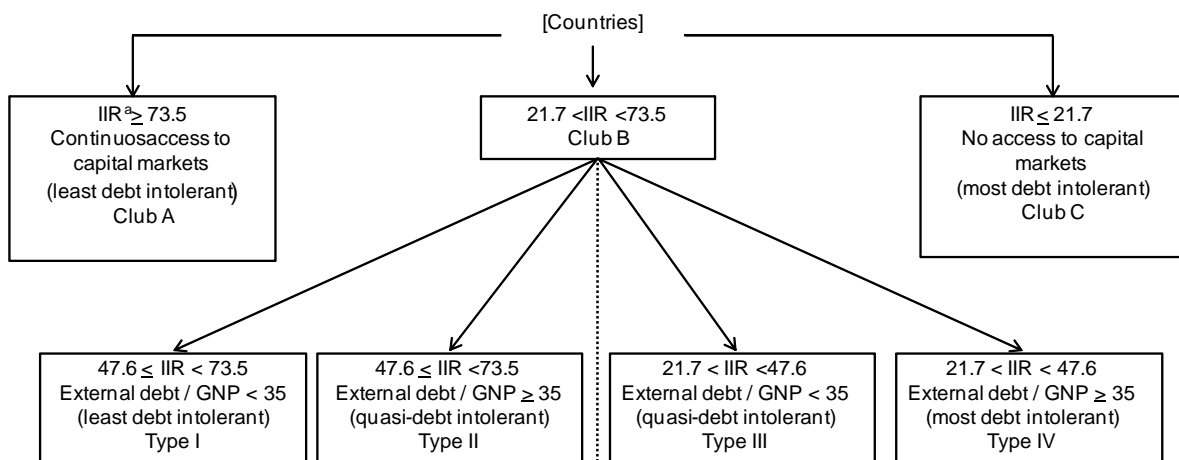 [Countries]
IIRª ≥ 73.5
Continuosaccess to
capital markets
(least debt intolerant)
Club A
21.7 <IIR <73.5
Club B
IIR ≤ 21.7
No access to capital
markets
(most debt intolerant)
Club C
47.6 ≤ IIR < 73.5
External debt / GNP < 35
(least debt intolerant)
Type I
47.6 ≤ IIR <73.5
External debt / GNP ≥ 35
(quasi-debt intolerant)
Type II
21.7 < IIR <47.6
External debt / GNP < 35
(quasi-debt intolerant)
Type III
21.7 < IIR < 47.6
External debt / GNP ≥ 35
(most debt intolerant)
Type IV